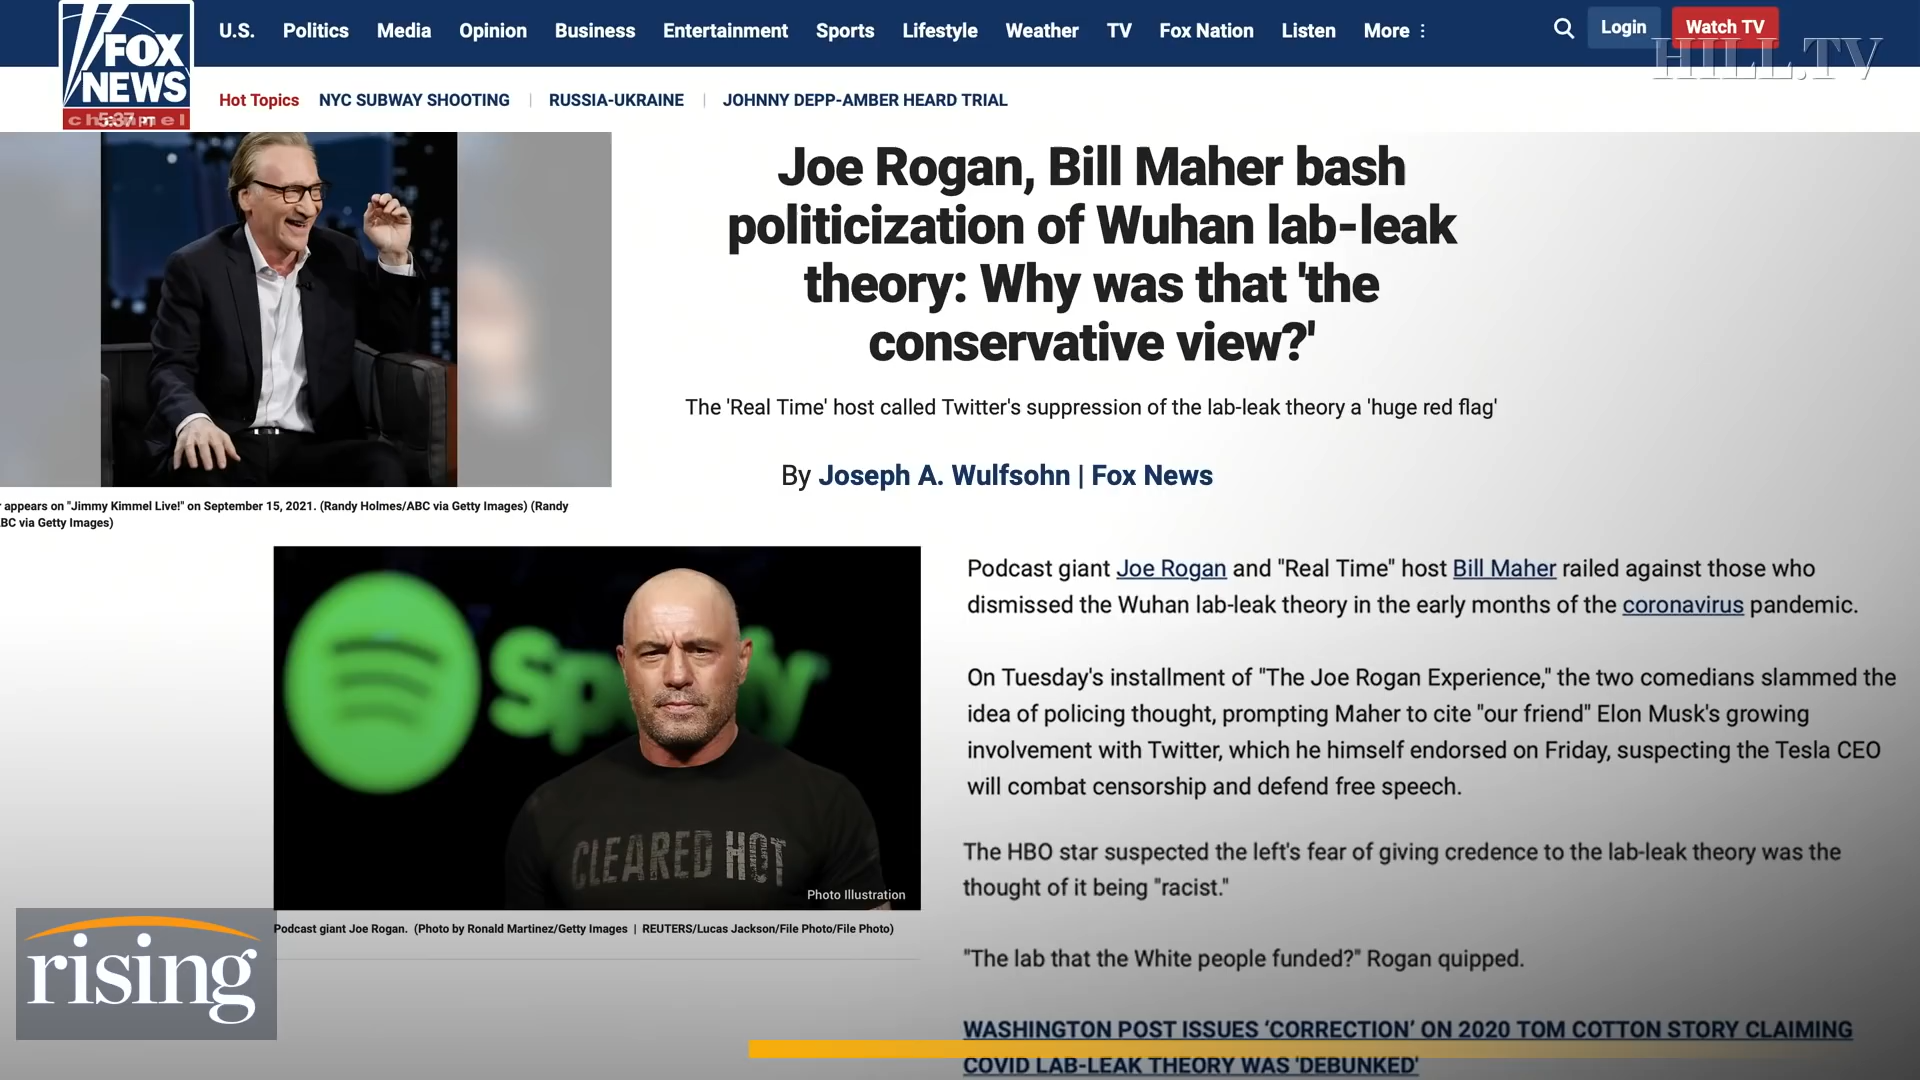 U.S. Politics Media Opinion Business Entertainment Sports Lifestyle Weather TV Fox Nation Listen More Login Watch TV
HILL.TV
FOX
NEWS
channel
5:37 PT
Hot Topics NYC SUBWAY SHOOTING RUSSIA-UKRAINE JOHNNY DEPP-AMBER HEARD TRIAL
Joe Rogan, Bill Maher bash
politicization of Wuhan lab-leak
theory: Why was that 'the
conservative view?'
The 'Real Time' host called Twitter's suppression of the lab-leak theory a 'huge red flag'
By Joseph A. Wulfsohn | Fox News
appears on "Jimmy Kimmel Live!" on September 15, 2021. (Randy Holmes/ABC via Getty Images) (Randy
BC via Getty Images)
Spotify
CLEARED HOT
Photo Illustration
Podcast giant Joe Rogan. (Photo by Ronald Martinez/Getty Images | REUTERS/Lucas Jackson/File Photo/File Photo)
Podcast giant Joe Rogan and "Real Time" host Bill Maher railed against those who
dismissed the Wuhan lab-leak theory in the early months of the coronavirus pandemic.
On Tuesday's installment of "The Joe Rogan Experience," the two comedians slammed the
idea of policing thought, prompting Maher to cite "our friend" Elon Musk's growing
involvement with Twitter, which he himself endorsed on Friday, suspecting the Tesla CEO
will combat censorship and defend free speech.
The HBO star suspected the left's fear of giving credence to the lab-leak theory was the
thought of it being "racist."
"The lab that the White people funded?" Rogan quipped.
WASHINGTON POST ISSUES 'CORRECTION' ON 2020 TOM COTTON STORY CLAIMING
COVID LAB-LEAK THEORY WAS 'DEBUNKED'
rising